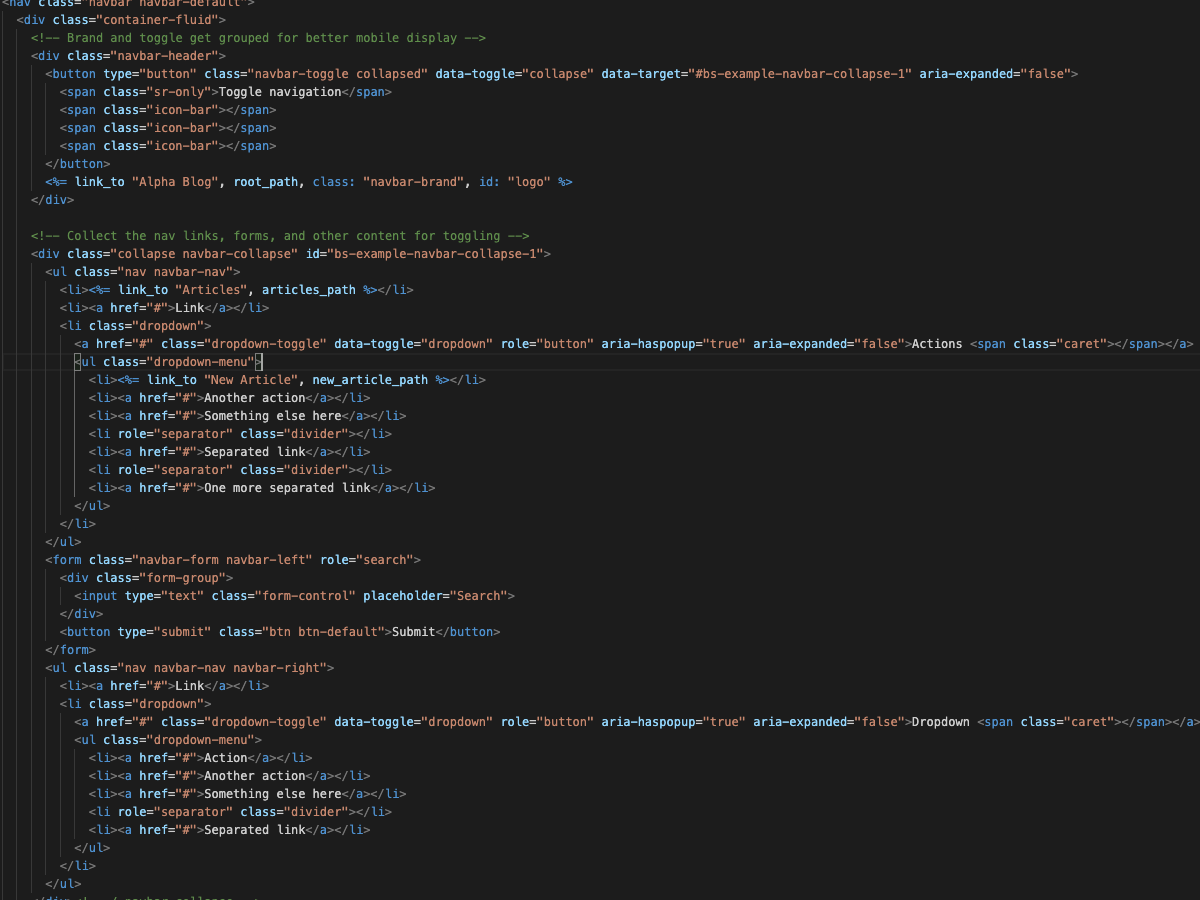 <nav class="navbar navbar-default">
<div class="container-fluid">
<!-- Brand and toggle get grouped for better mobile display -->
<div class="navbar-header">
<button type="button" class="navbar-toggle collapsed" data-toggle="collapse" data-target="#bs-example-navbar-collapse-1" aria-expanded="false">
<span class="sr-only">Toggle navigation</span>
<span class="icon-bar"></span>
<span class="icon-bar"></span>
<span class="icon-bar"></span>
</button>
<%= link_to "Alpha Blog", root_path, class: "navbar-brand", id: "logo" %>
</div>
<!-- Collect the nav links, forms, and other content for toggling -->
<div class="collapse navbar-collapse" id="bs-example-navbar-collapse-1">
<ul class="nav navbar-nav">
<li><%= link_to "Articles", articles_path %></li>
<li><a href="#">Link</a></li>
<li class="dropdown">
<a href="#" class="dropdown-toggle" data-toggle="dropdown" role="button" aria-haspopup="true" aria-expanded="false">Actions <span class="caret"></span></a>
<ul class="dropdown-menu">
<li><%= link_to "New Article", new_article_path %></li>
<li><a href="#">Another action</a></li>
<li><a href="#">Something else here</a></li>
<li role="separator" class="divider"></li>
<li><a href="#">Separated link</a></li>
<li role="separator" class="divider"></li>
<li><a href="#">One more separated link</a></li>
</ul>
</li>
</ul>
<form class="navbar-form navbar-left" role="search">
<div class="form-group">
<input type="text" class="form-control" placeholder="Search">
</div>
<button type="submit" class="btn btn-default">Submit</button>
</form>
<ul class="nav navbar-nav navbar-right">
<li><a href="#">Link</a></li>
<li class="dropdown">
<a href="#" class="dropdown-toggle" data-toggle="dropdown" role="button" aria-haspopup="true" aria-expanded="false">Dropdown <span class="caret"></span></a>
<ul class="dropdown-menu">
<li><a href="#">Action</a></li>
<li><a href="#">Another action</a></li>
<li><a href="#">Something else here</a></li>
<li role="separator" class="divider"></li>
<li><a href="#">Separated link</a></li>
</ul>
</li>
</ul>